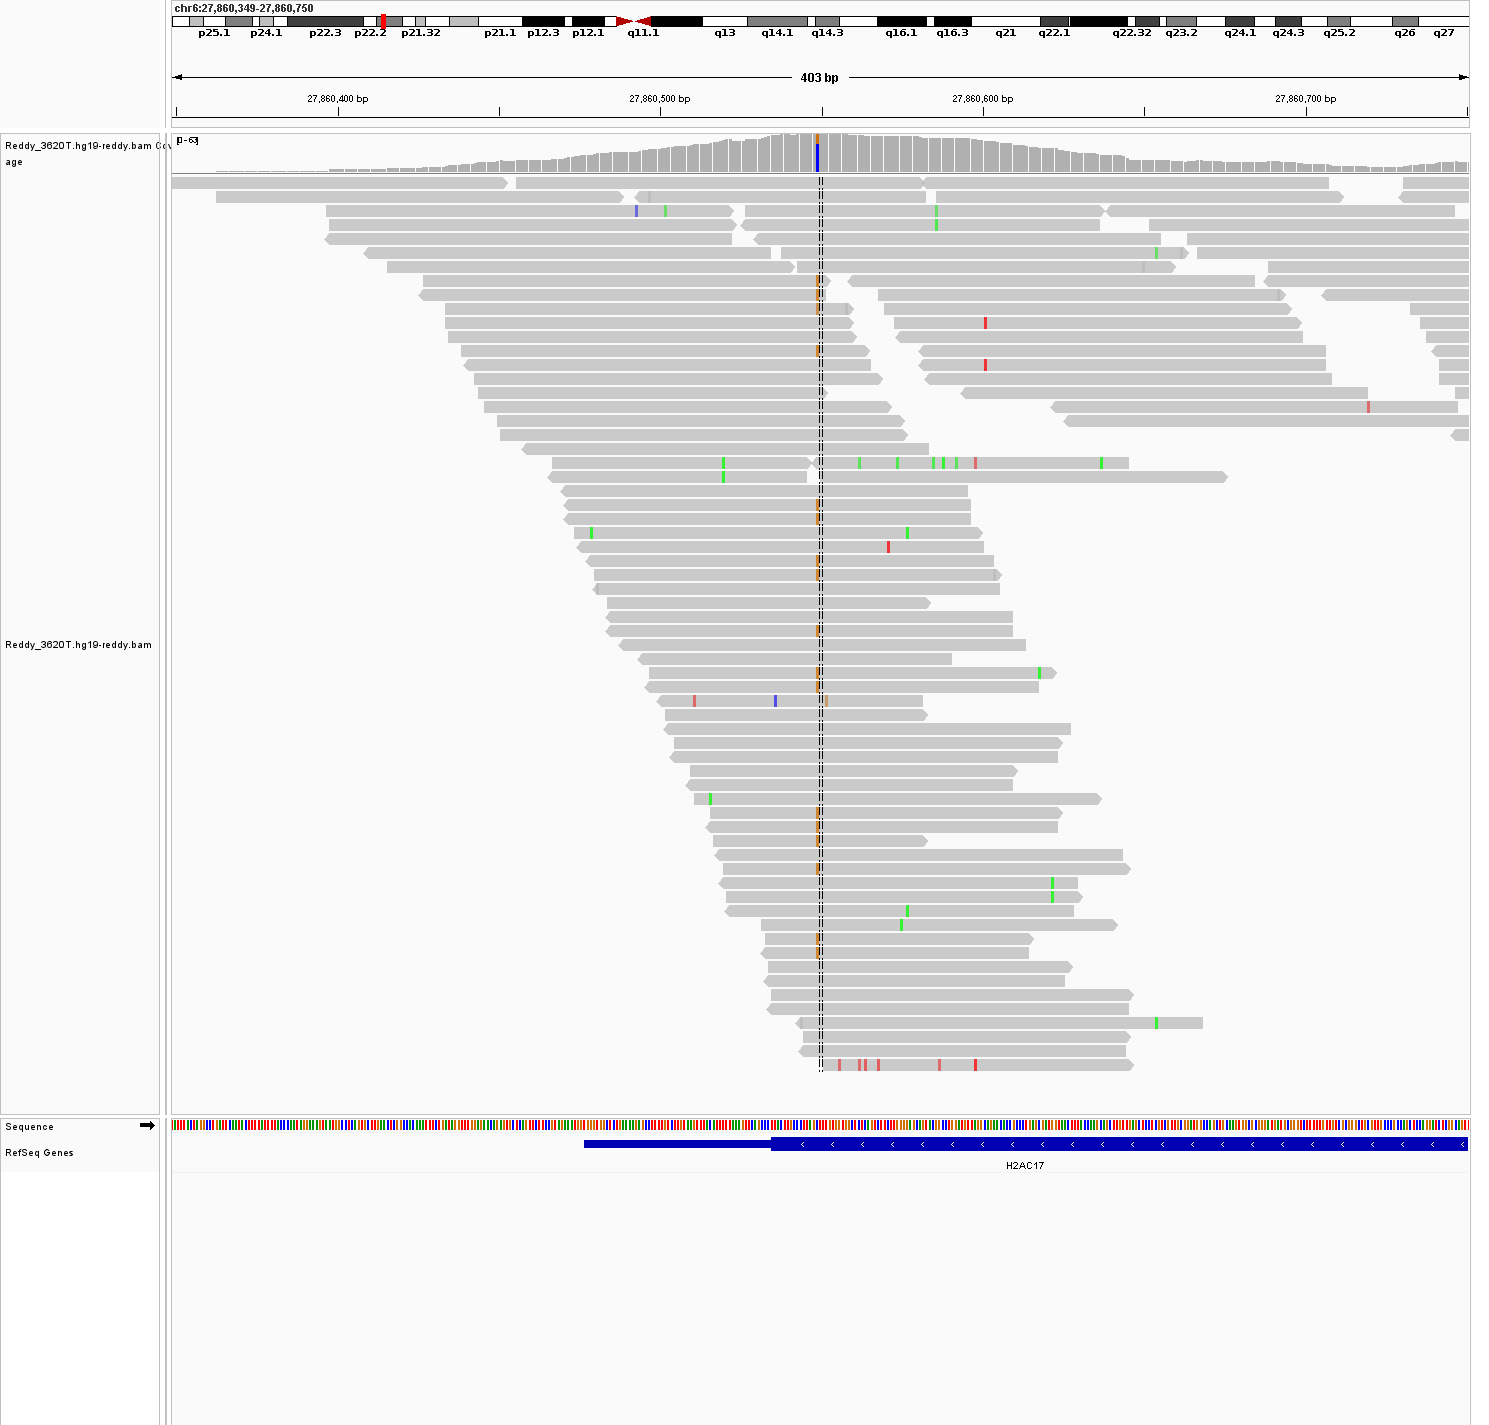 chr6:27,860,349-27,860,750
p25.1 p24.1 p22.3 p22.2 p21.32 p21.1 p12.3 p12.1 q11.1 q13 q14.1 q14.3 q16.1 q16.3 q21 q22.1 q22.32 q23.2 q24.1 q24.3 q25.2 q26 q27
403 bp
27,860,400 bp 27,860,500 bp 27,860,600 bp 27,860,700 bp
Reddy_3620T.hg19-reddy.bam
age
[0-63]
Reddy_3620T.hg19-reddy.bam
Sequence
RefSeq Genes
H2AC17